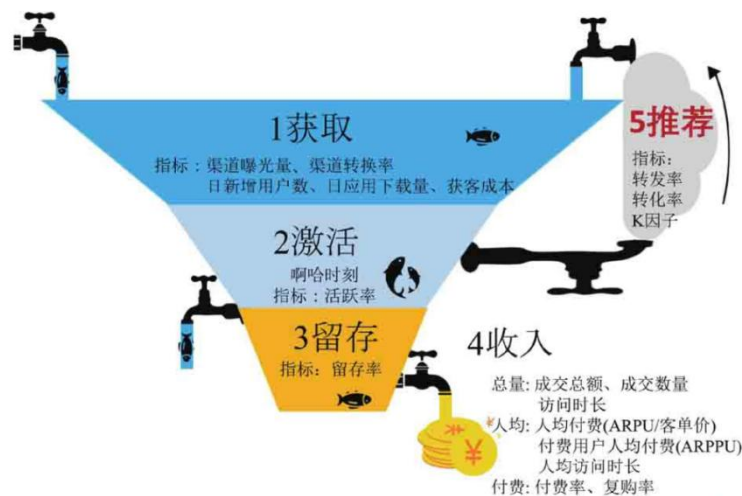 1获取
指标：渠道曝光量、渠道转换率
日新增用户数、日应用下载量、获客成本
5推荐
指标:
转发率
转化率
K因子
2激活
啊哈时刻
指标：活跃率
3留存
指标: 留存率
4收入
总量: 成交总额、成交数量
访问时长
人均: 人均付费(ARPU/客单价)
付费用户人均付费(ARPPU)
人均访问时长
付费: 付费率、复购率
¥